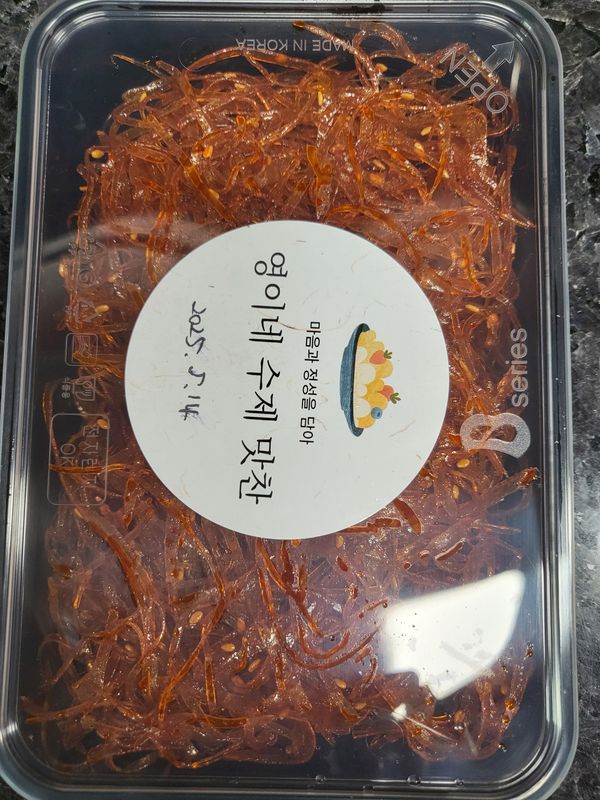 마음과 정성을 담아
영이네 수제 맛찬
2025. 5. 14
MADE IN KOREA
OPEN
8 series